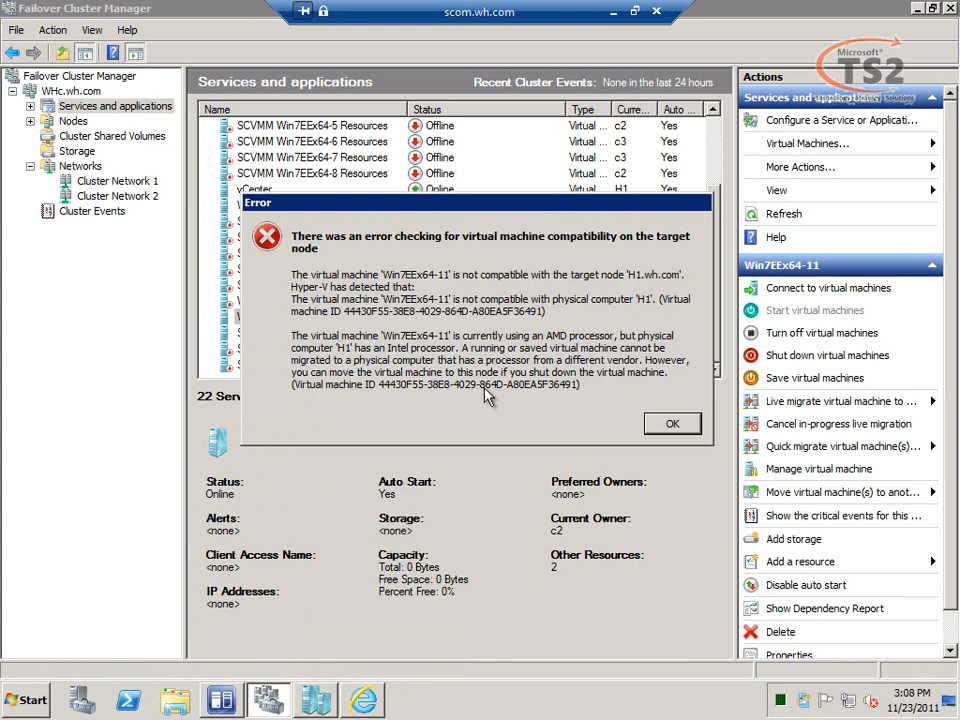 Failover Cluster Manager
scom.wh.com
File Action View Help
Microsoft®
TS2
Failover Cluster Manager
WHc.wh.com
Services and applications
Nodes
Cluster Shared Volumes
Storage
Networks
Cluster Network 1
Cluster Network 2
Cluster Events
Services and applications
Recent Cluster Events: None in the last 24 hours
Name Status Type Curre... Auto ...
SCVMM Win7EEx64-5 Resources Offline Virtual ... c2 Yes
SCVMM Win7EEx64-6 Resources Offline Virtual ... c3 Yes
SCVMM Win7EEx64-7 Resources Offline Virtual ... c3 Yes
SCVMM Win7EEx64-8 Resources Offline Virtual ... c2 Yes
vCenter Online Virtual ... H1 Yes
Error
There was an error checking for virtual machine compatibility on the target
node
The virtual machine 'Win7EEx64-11' is not compatible with the target node 'H1.wh.com'.
Hyper-V has detected that:
The virtual machine 'Win7EEx64-11' is not compatible with physical computer 'H1'. (Virtual
machine ID 44430F55-38E8-4029-864D-A80EA5F36491)
The virtual machine 'Win7EEx64-11' is currently using an AMD processor, but physical
computer 'H1' has an Intel processor. A running or saved virtual machine cannot be
migrated to a physical computer that has a processor from a different vendor. However,
you can move the virtual machine to this node if you shut down the virtual machine.
(Virtual machine ID 44430F55-38E8-4029-864D-A80EA5F36491)
OK
22 Serv
Status:
Online
Auto Start:
Yes
Preferred Owners:
<none>
Alerts:
<none>
Storage:
<none>
Current Owner:
c2
Client Access Name:
<none>
Capacity:
Total: 0 Bytes
Free Space: 0 Bytes
Percent Free: 0%
Other Resources:
2
IP Addresses:
<none>
Actions
Services and
Configure a Service or Applicati...
Virtual Machines...
More Actions...
View
Refresh
Help
Win7EEx64-11
Connect to virtual machines
Start virtual machines
Turn off virtual machines
Shut down virtual machines
Save virtual machines
Live migrate virtual machine to ...
Cancel in-progress live migration
Quick migrate virtual machine(s)...
Manage virtual machine
Move virtual machine(s) to anot...
Show the critical events for this ...
Add storage
Add a resource
Disable auto start
Show Dependency Report
Delete
Properties
Start
3:08 PM
11/23/2011